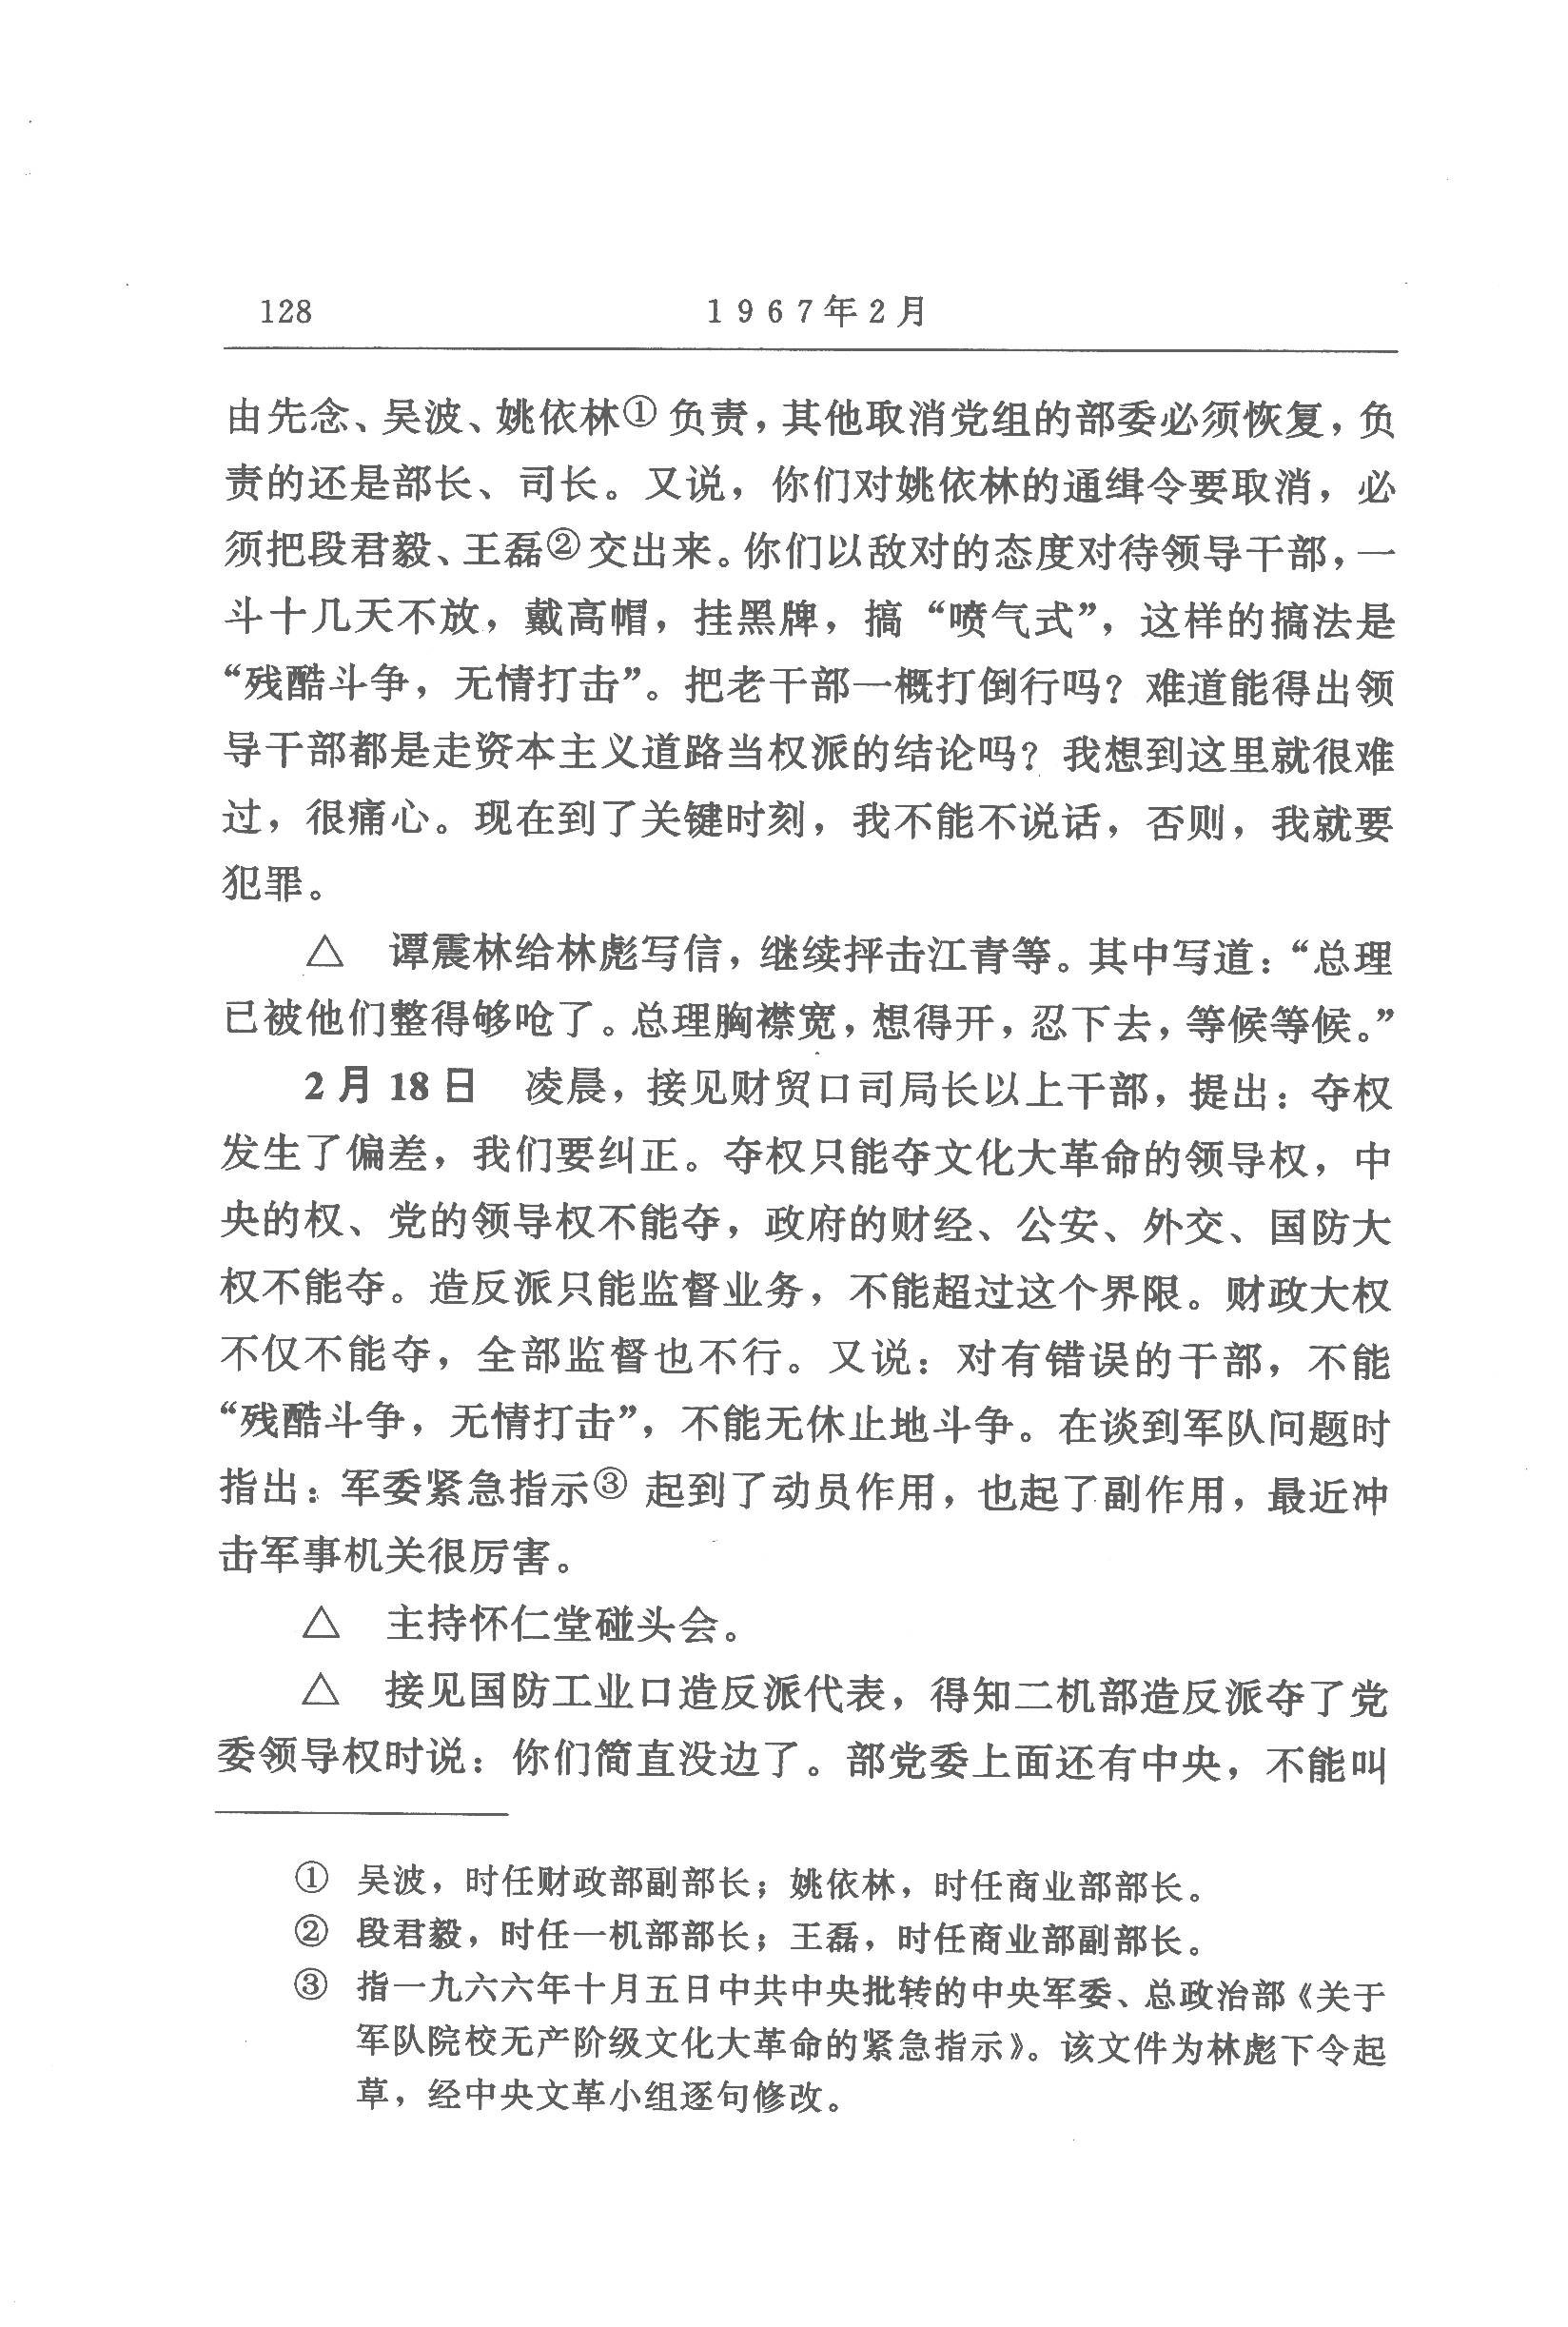 128
1967年2月
由先念、吴波、姚依林①负责，其他取消党组的部委必须恢复，负
责的还是部长、司长。又说，你们对姚依林的通缉令要取消，必
须把段君毅、王磊②交出来。你们以敌对的态度对待领导干部，一
斗十几天不放，戴高帽，挂黑牌，搞“喷气式”，这样的搞法是
“残酷斗争，无情打击”。把老干部一概打倒行吗？难道能得出领
导干部都是走资本主义道路当权派的结论吗？我想到这里就很难
过，很痛心。现在到了关键时刻，我不能不说话，否则，我就要
犯罪。
△　谭震林给林彪写信，继续抨击江青等。其中写道：“总理
已被他们整得够呛了。总理胸襟宽，想得开，忍下去，等候等候。”
2月18日　凌晨，接见财贸口司局长以上干部，提出：夺权
发生了偏差，我们要纠正。夺权只能夺文化大革命的领导权，中
央的权、党的领导权不能夺，政府的财经、公安、外交、国防大
权不能夺。造反派只能监督业务，不能超过这个界限。财政大权
不仅不能夺，全部监督也不行。又说：对有错误的干部，不能
“残酷斗争，无情打击”，不能无休止地斗争。在谈到军队问题时
指出：军委紧急指示③起到了动员作用，也起了副作用，最近冲
击军事机关很厉害。
△　主持怀仁堂碰头会。
△　接见国防工业口造反派代表，得知二机部造反派夺了党
委领导权时说：你们简直没边了。部党委上面还有中央，不能叫
①　吴波，时任财政部副部长；姚依林，时任商业部部长。
②　段君毅，时任一机部部长；王磊，时任商业部副部长。
③　指一九六六年十月五日中共中央批转的中央军委、总政治部《关于
军队院校无产阶级文化大革命的紧急指示》。该文件为林彪下令起
草，经中央文革小组逐句修改。